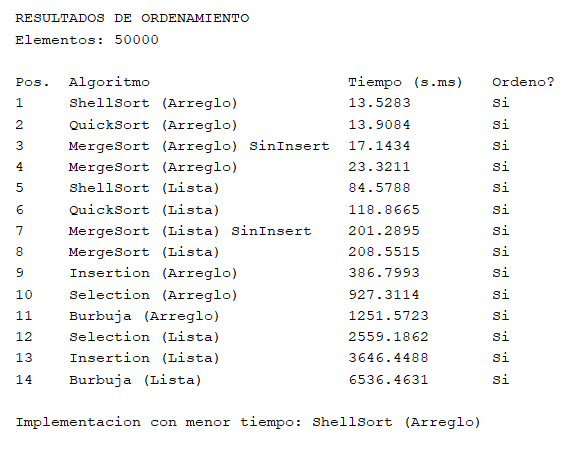 RESULTADOS DE ORDENAMIENTO
Elementos: 50000
Pos. Algoritmo Tiempo (s.ms) Ordeno?
1 ShellSort (Arreglo) 13.5283 Si
2 QuickSort (Arreglo) 13.9084 Si
3 MergeSort (Arreglo) SinInsert 17.1434 Si
4 MergeSort (Arreglo) 23.3211 Si
5 ShellSort (Lista) 84.5788 Si
6 QuickSort (Lista) 118.8665 Si
7 MergeSort (Lista) SinInsert 201.2895 Si
8 MergeSort (Lista) 208.5515 Si
9 Insertion (Arreglo) 386.7993 Si
10 Selection (Arreglo) 927.3114 Si
11 Burbuja (Arreglo) 1251.5723 Si
12 Selection (Lista) 2559.1862 Si
13 Insertion (Lista) 3646.4488 Si
14 Burbuja (Lista) 6536.4631 Si
Implementacion con menor tiempo: ShellSort (Arreglo)